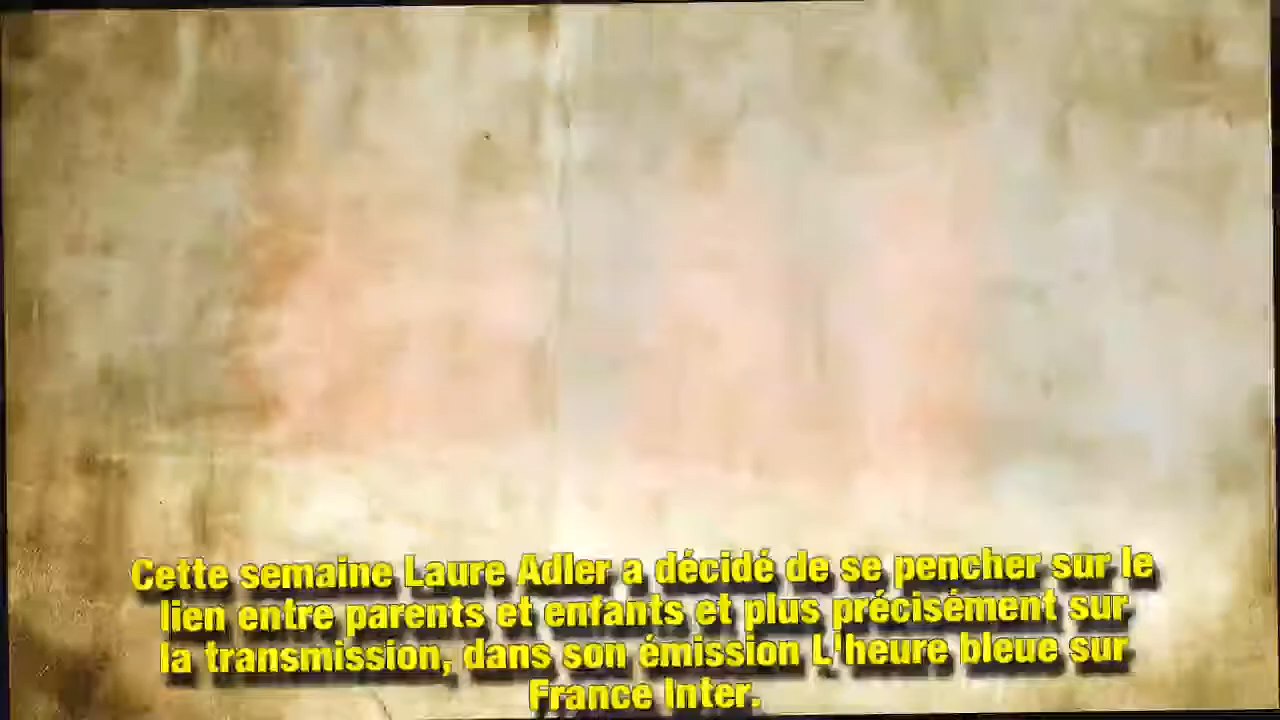 Cette semaine Laure Adler a décidé de se pencher sur le
lien entre parents et enfants et plus précisément sur
la transmission, dans son émission L'heure bleue sur
France Inter.